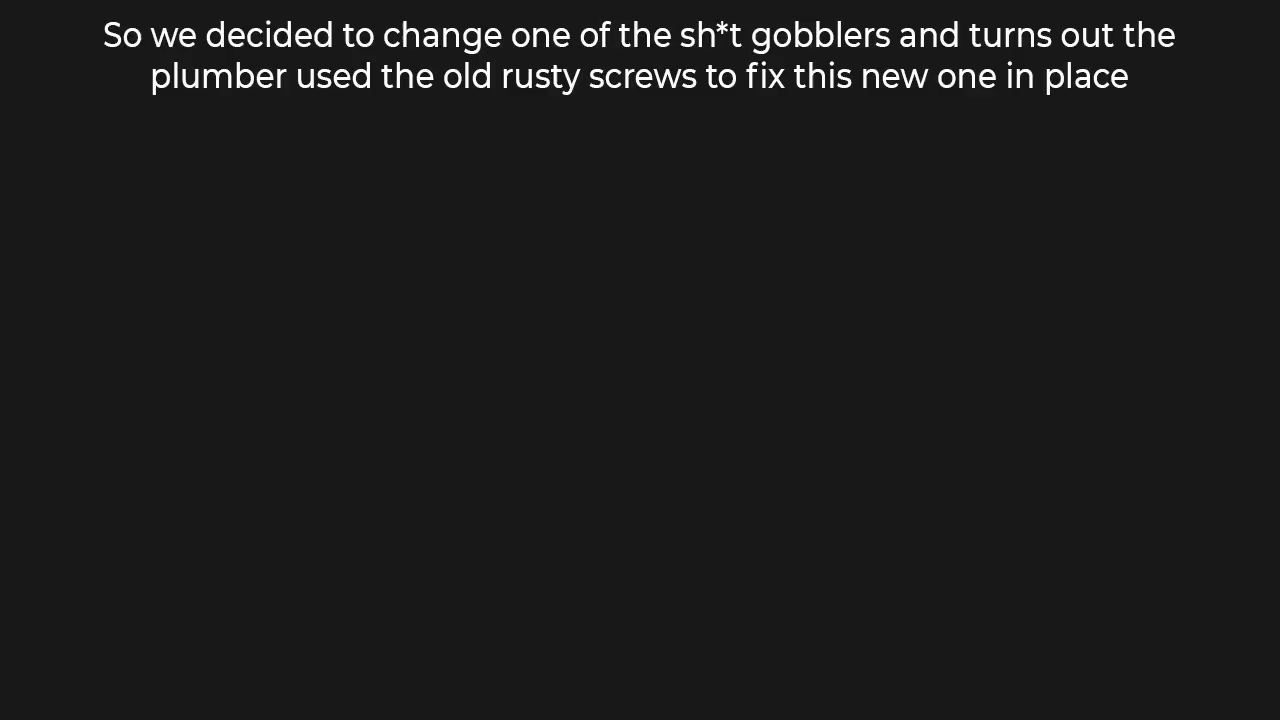 So we decided to change one of the sh*t gobblers and turns out the
plumber used the old rusty screws to fix this new one in place